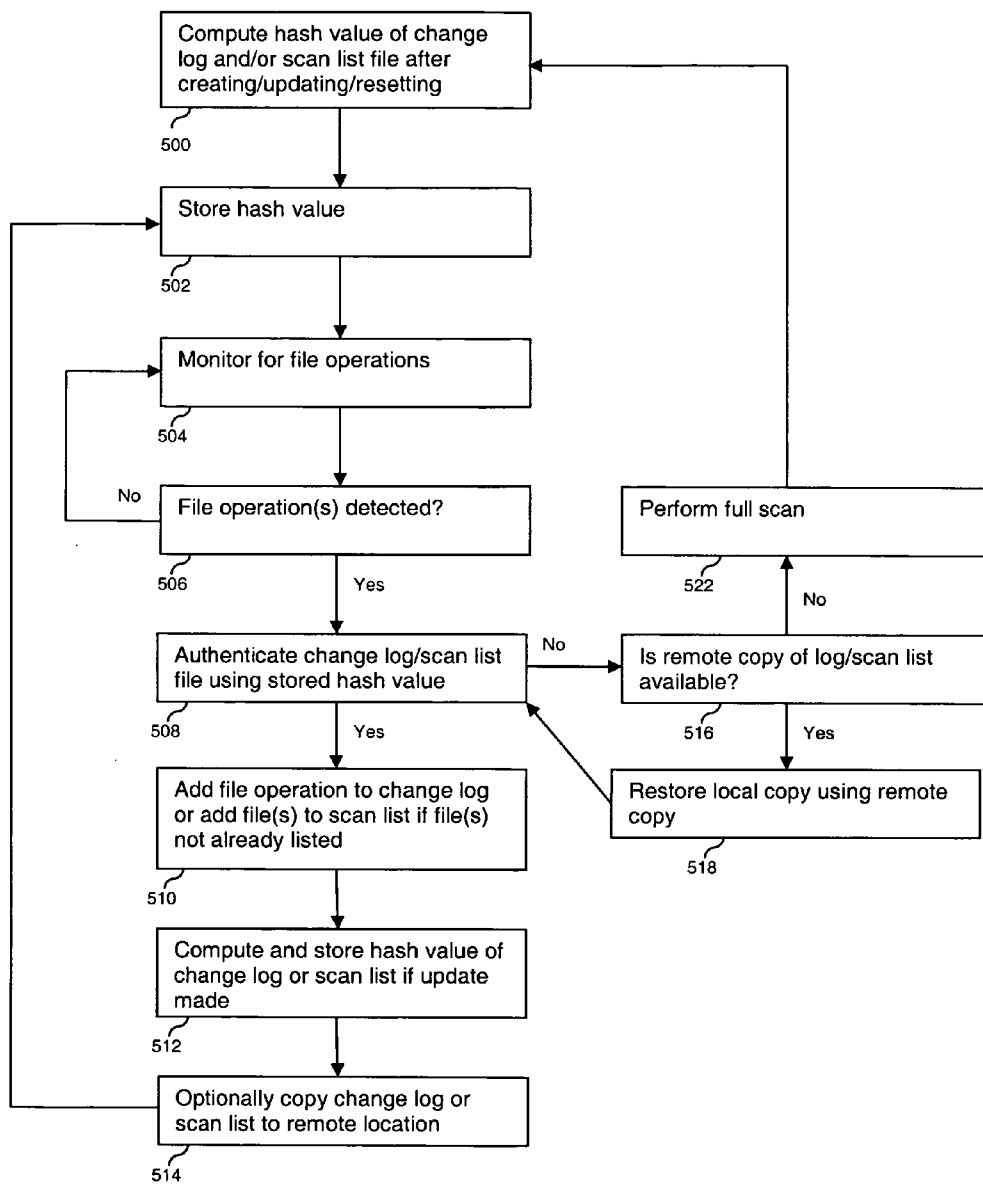 Compute hash value of change
log and/or scan list file after
creating/updating/resetting
500
Store hash value
502
Monitor for file operations
504
No
File operation(s) detected?
506
Yes
Perform full scan
522
No
Authenticate change log/scan list
file using stored hash value
508
No
Is remote copy of log/scan list
available?
516
Yes
Yes
Add file operation to change log
or add file(s) to scan list if file(s)
not already listed
510
Restore local copy using remote
copy
518
Compute and store hash value of
change log or scan list if update
made
512
Optionally copy change log or
scan list to remote location
514